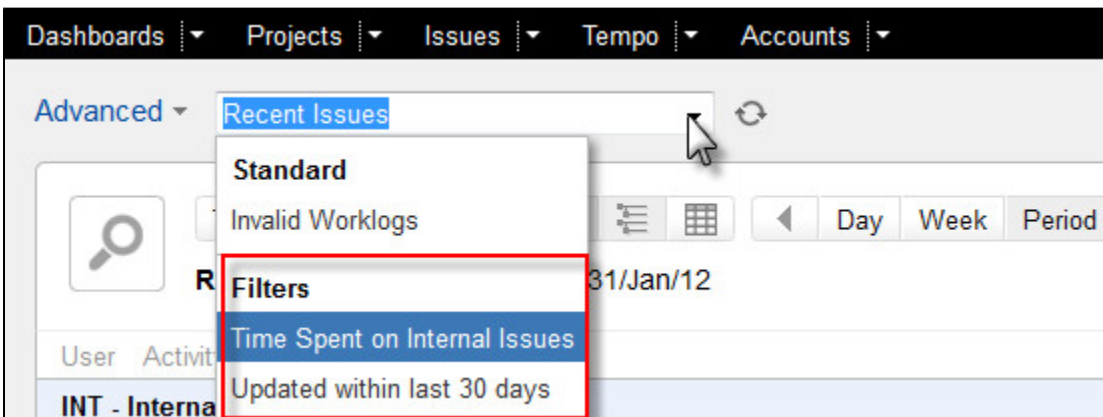 Dashboards Projects Issues Tempo Accounts
Advanced Recent Issues
Standard
Invalid Worklogs
Day Week Period
Filters
31/Jan/12
Time Spent on Internal Issues
User
Updated within last 30 days
INT - Interna